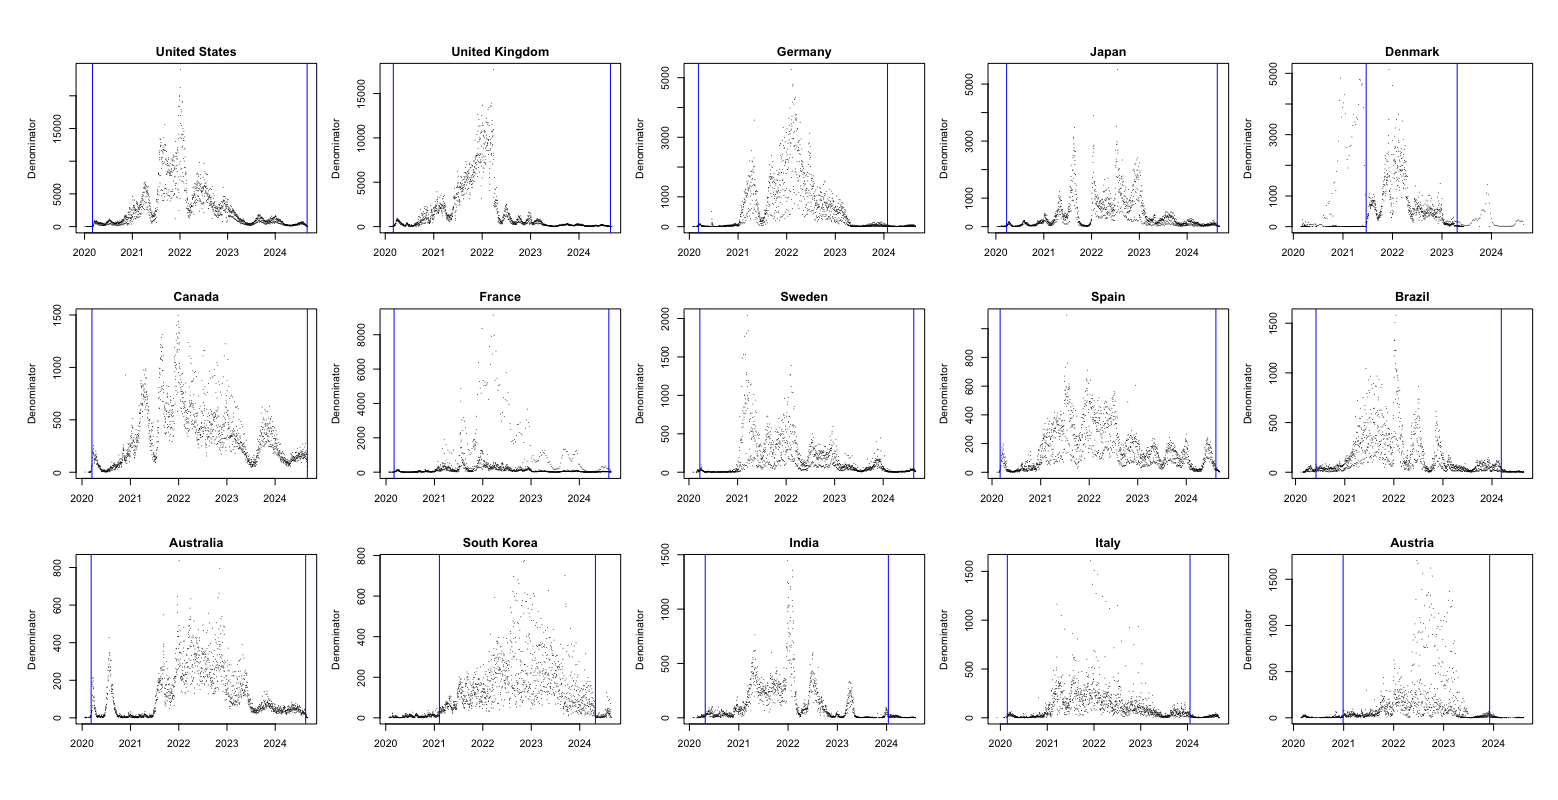 United States
Denominator
0 5000 15000
2020 2021 2022 2023 2024
United Kingdom
Denominator
0 5000 10000 15000
2020 2021 2022 2023 2024
Germany
Denominator
0 1000 3000 5000
2020 2021 2022 2023 2024
Japan
Denominator
0 1000 3000 5000
2020 2021 2022 2023 2024
Denmark
Denominator
0 1000 3000 5000
2020 2021 2022 2023 2024
Canada
Denominator
0 500 1000 1500
2020 2021 2022 2023 2024
France
Denominator
0 2000 4000 6000 8000
2020 2021 2022 2023 2024
Sweden
Denominator
0 500 1000 1500 2000
2020 2021 2022 2023 2024
Spain
Denominator
0 200 400 600 800
2020 2021 2022 2023 2024
Brazil
Denominator
0 500 1000 1500
2020 2021 2022 2023 2024
Australia
Denominator
0 200 400 600 800
2020 2021 2022 2023 2024
South Korea
Denominator
0 200 400 600 800
2020 2021 2022 2023 2024
India
Denominator
0 500 1000 1500
2020 2021 2022 2023 2024
Italy
Denominator
0 500 1000 1500
2020 2021 2022 2023 2024
Austria
Denominator
0 500 1000 1500
2020 2021 2022 2023 2024